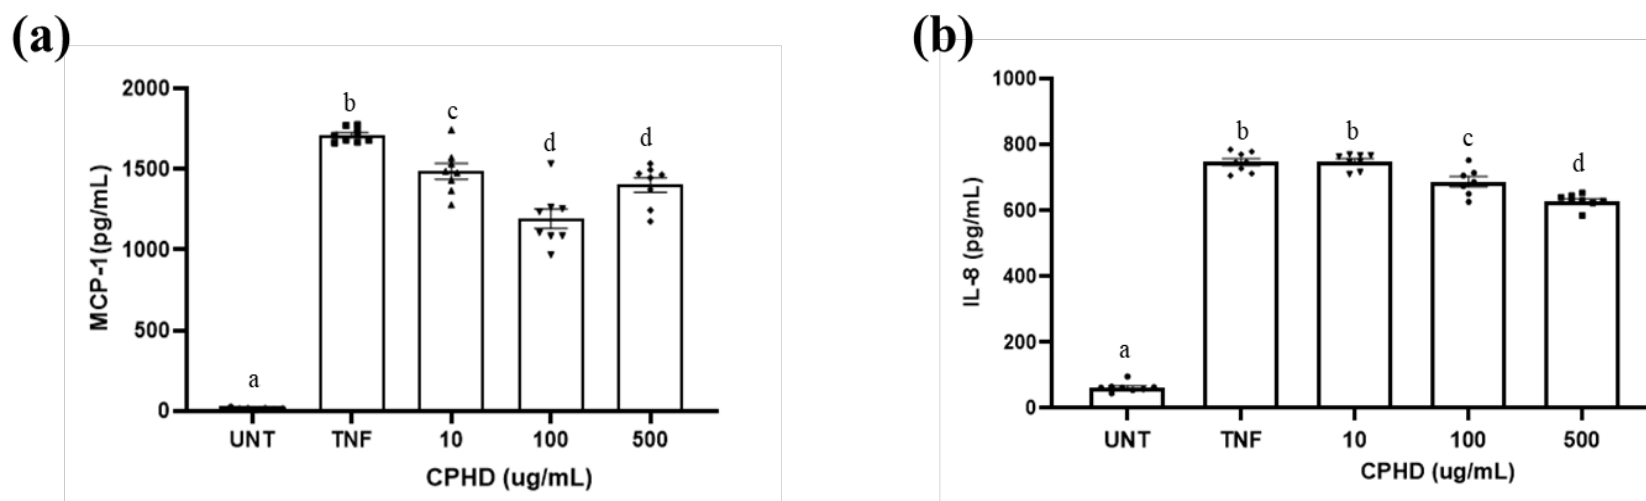 (a)
2000
1500
1000
500
0
MCP-1(pg/mL)
a
b
c
d
d
UNT TNF 10 100 500
CPHD (ug/mL)
(b)
1000
800
600
400
200
0
IL-8 (pg/mL)
a
b
b
c
d
UNT TNF 10 100 500
CPHD (ug/mL)